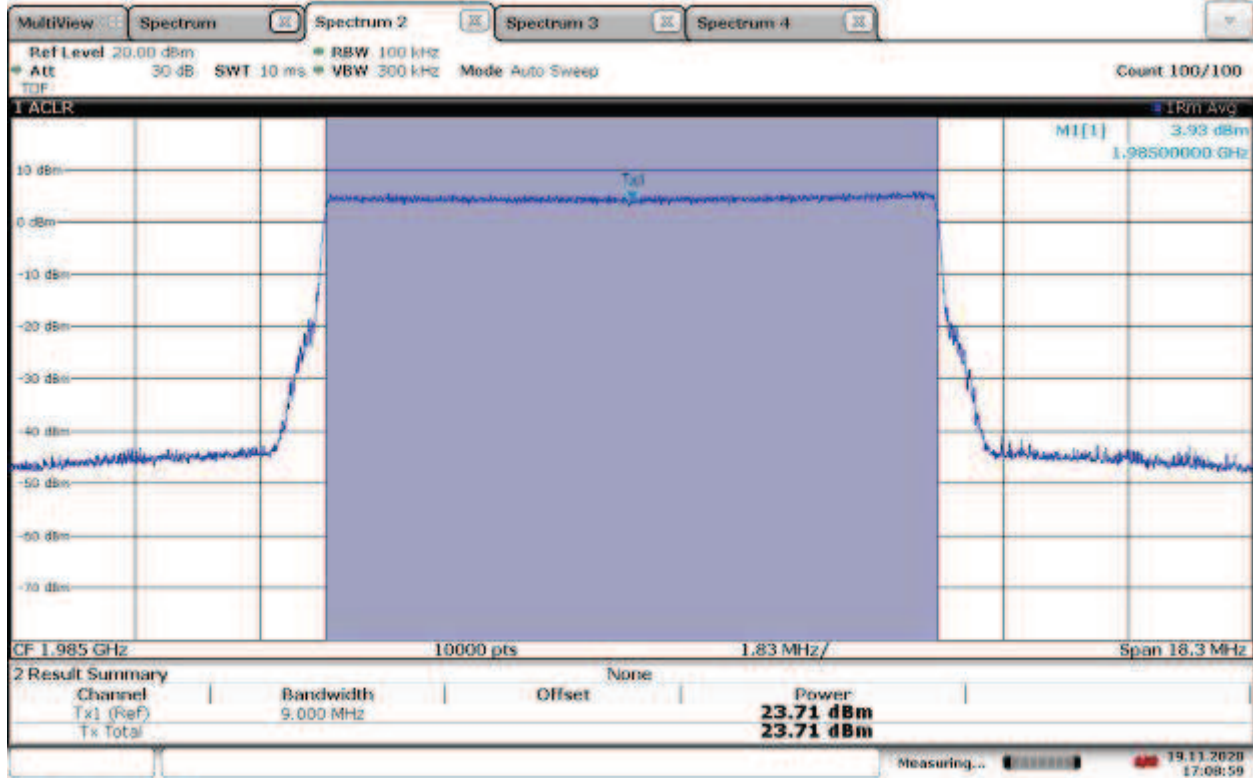 MultiView Spectrum Spectrum 2 Spectrum 3 Spectrum 4
Ref Level 20.00 dBm RBW 100 kHz
Att 30 dB SWT 10 ms VBW 300 kHz Mode Auto Sweep Count 100/100
TDF
1 ACLR 1Rm Avg
M1[1] 3.93 dBm
1.98500000 GHz
10 dBm
Tx1
0 dBm
-10 dBm
-20 dBm
-30 dBm
-40 dBm
-50 dBm
-60 dBm
-70 dBm
CF 1.985 GHz 10000 pts 1.83 MHz/ Span 18.3 MHz
2 Result Summary None
Channel Bandwidth Offset Power
Tx1 (Ref) 9.000 MHz 23.71 dBm
Tx Total 23.71 dBm
Measuring... 19.11.2020
17:08:59